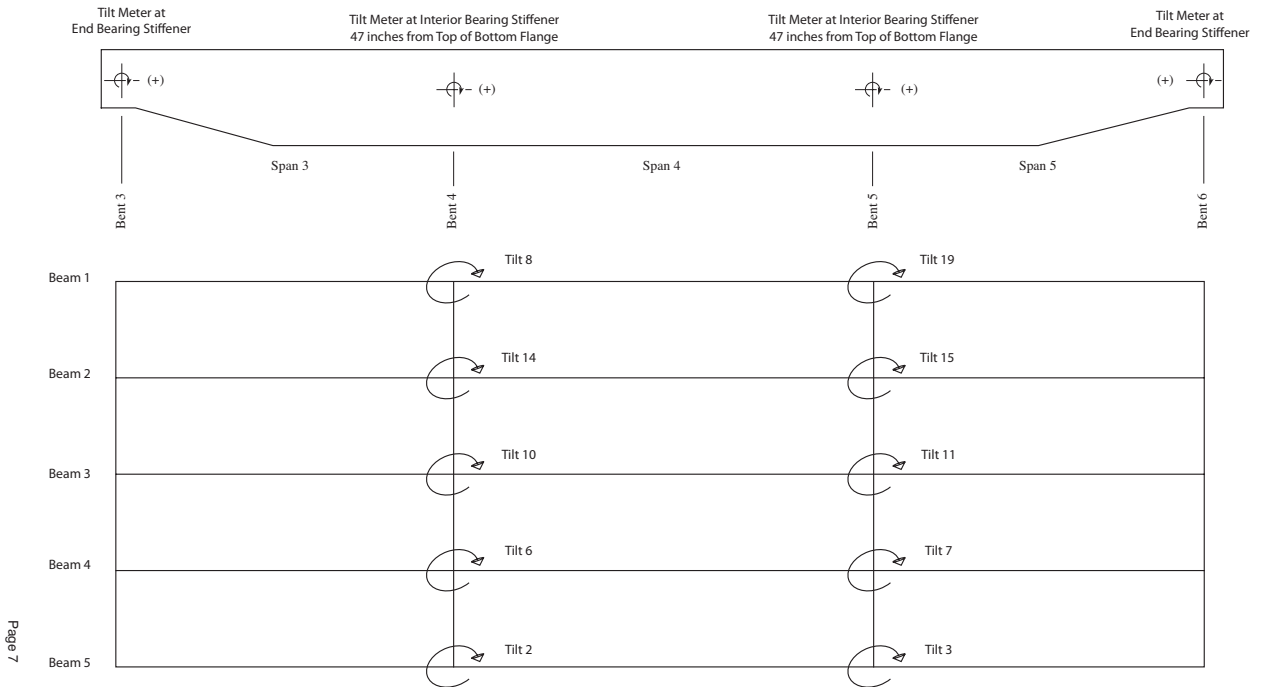 Tilt Meter at
End Bearing Stiffener
Tilt Meter at Interior Bearing Stiffener
47 inches from Top of Bottom Flange
Tilt Meter at Interior Bearing Stiffener
47 inches from Top of Bottom Flange
Tilt Meter at
End Bearing Stiffener
(+)
(+)
(+)
(+)
Span 3
Span 4
Span 5
Bent 3
Bent 4
Bent 5
Bent 6
Beam 1
Tilt 8
Tilt 19
Beam 2
Tilt 14
Tilt 15
Beam 3
Tilt 10
Tilt 11
Beam 4
Tilt 6
Tilt 7
Beam 5
Tilt 2
Tilt 3
Page 7